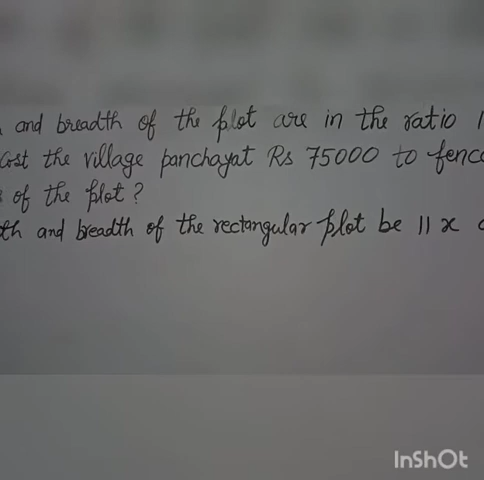 and breadth of the plot are in the ratio
Cost the village panchayat Rs 75000 to fence
of the plot?
and breadth of the rectangular plot be 11 x
InShOt